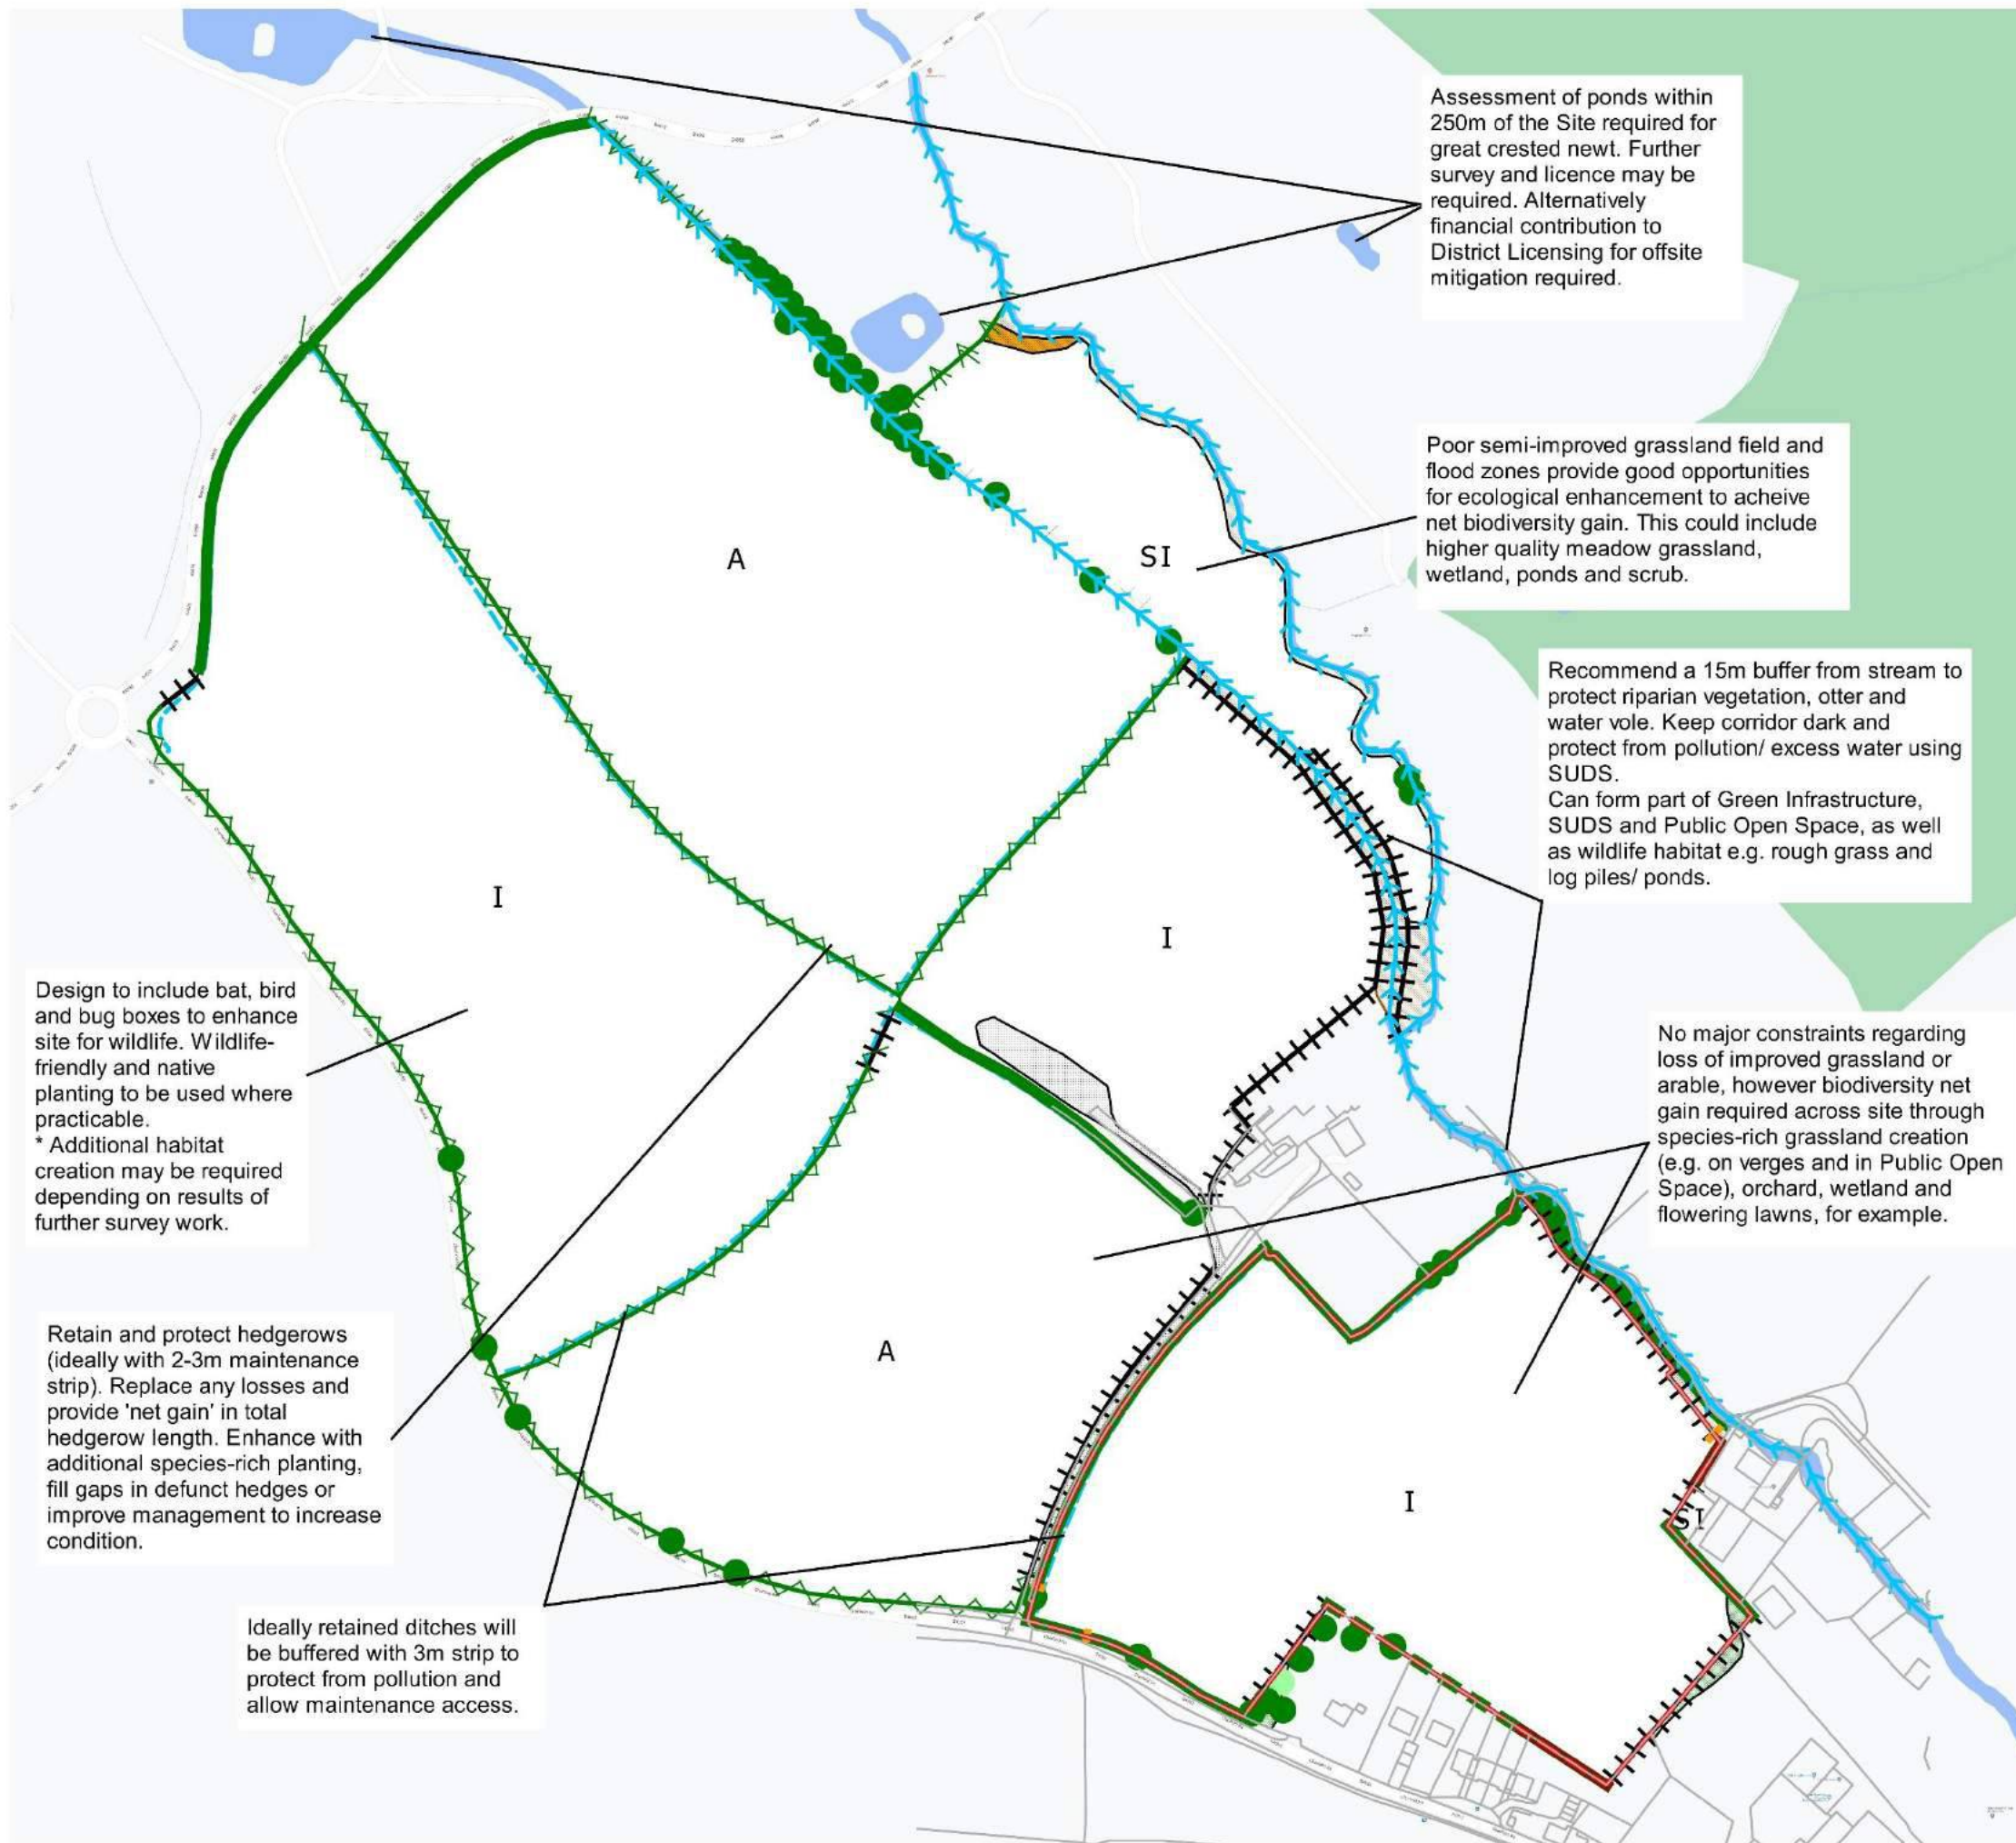 Assessment of ponds within
250m of the Site required for
great crested newt. Further
survey and licence may be
required. Alternatively
financial contribution to
District Licensing for offsite
mitigation required.
Poor semi-improved grassland field and
flood zones provide good opportunities
for ecological enhancement to acheive
net biodiversity gain. This could include
higher quality meadow grassland,
wetland, ponds and scrub.
A
SI
Recommend a 15m buffer from stream to
protect riparian vegetation, otter and
water vole. Keep corridor dark and
protect from pollution/ excess water using
SUDS.
Can form part of Green Infrastructure,
SUDS and Public Open Space, as well
as wildlife habitat e.g. rough grass and
log piles/ ponds.
I
I
Design to include bat, bird
and bug boxes to enhance
site for wildlife. Wildlife-
friendly and native
planting to be used where
practicable.
* Additional habitat
creation may be required
depending on results of
further survey work.
No major constraints regarding
loss of improved grassland or
arable, however biodiversity net
gain required across site through
species-rich grassland creation
(e.g. on verges and in Public Open
Space), orchard, wetland and
flowering lawns, for example.
Retain and protect hedgerows
(ideally with 2-3m maintenance
strip). Replace any losses and
provide 'net gain' in total
hedgerow length. Enhance with
additional species-rich planting,
fill gaps in defunct hedges or
improve management to increase
condition.
A
I
SI
Ideally retained ditches will
be buffered with 3m strip to
protect from pollution and
allow maintenance access.